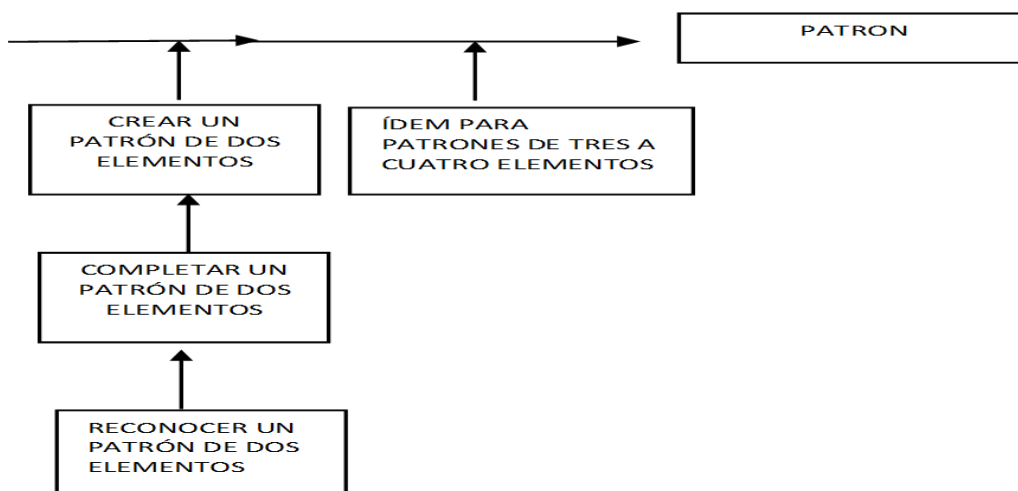 PATRON
CREAR UN
PATRÓN DE DOS
ELEMENTOS
ÍDEM PARA
PATRONES DE TRES A
CUATRO ELEMENTOS
COMPLETAR UN
PATRÓN DE DOS
ELEMENTOS
RECONOCER UN
PATRÓN DE DOS
ELEMENTOS